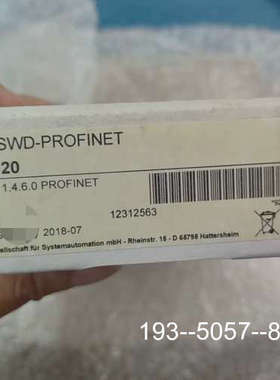 SWD-PROFINET
20
1.4.6.0 PROFINET
12312563
2018-07
ellschaft für Systemautomation mbH - Rheinstr. 15 - D 65795 Hattersheim
193--5057--8